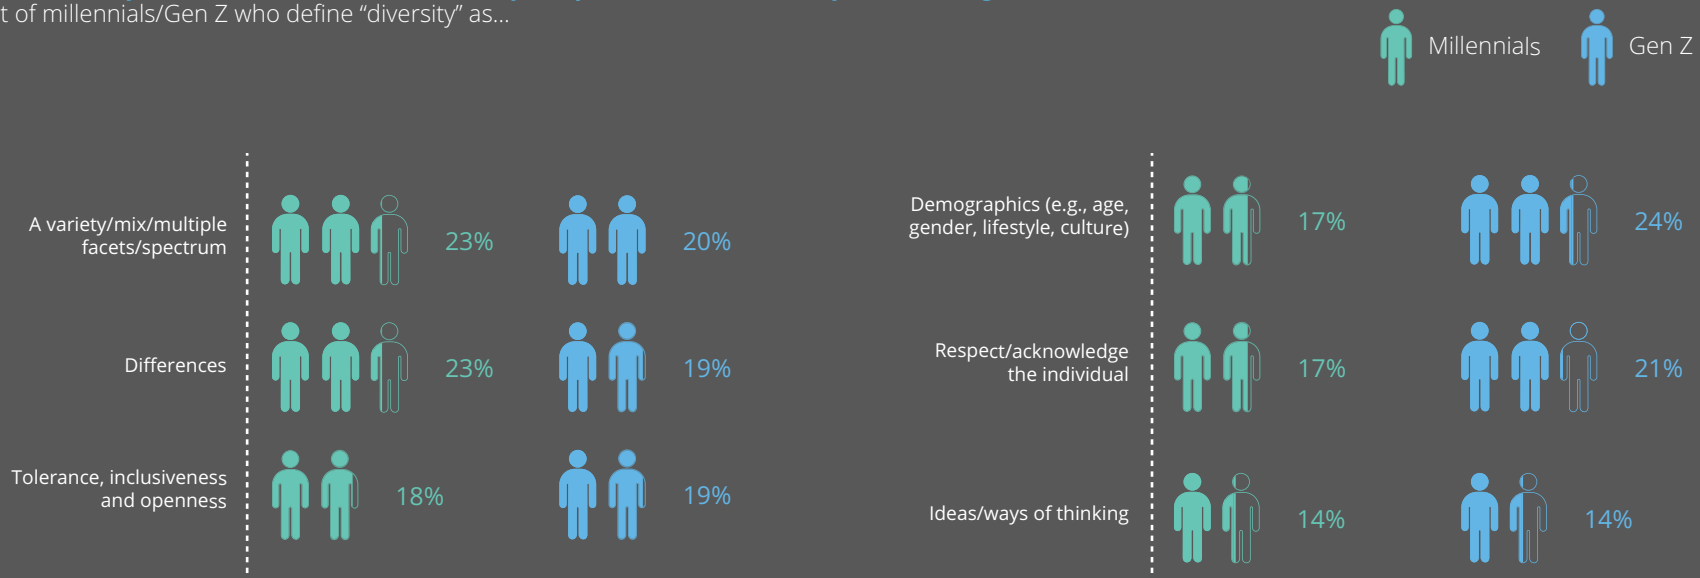 t of millennials/Gen Z who define “diversity” as...
Millennials
Gen Z
A variety/mix/multiple
facets/spectrum
23%
20%
Differences
23%
19%
Tolerance, inclusiveness
and openness
18%
19%
Demographics (e.g., age,
gender, lifestyle, culture)
17%
24%
Respect/acknowledge
the individual
17%
21%
Ideas/ways of thinking
14%
14%